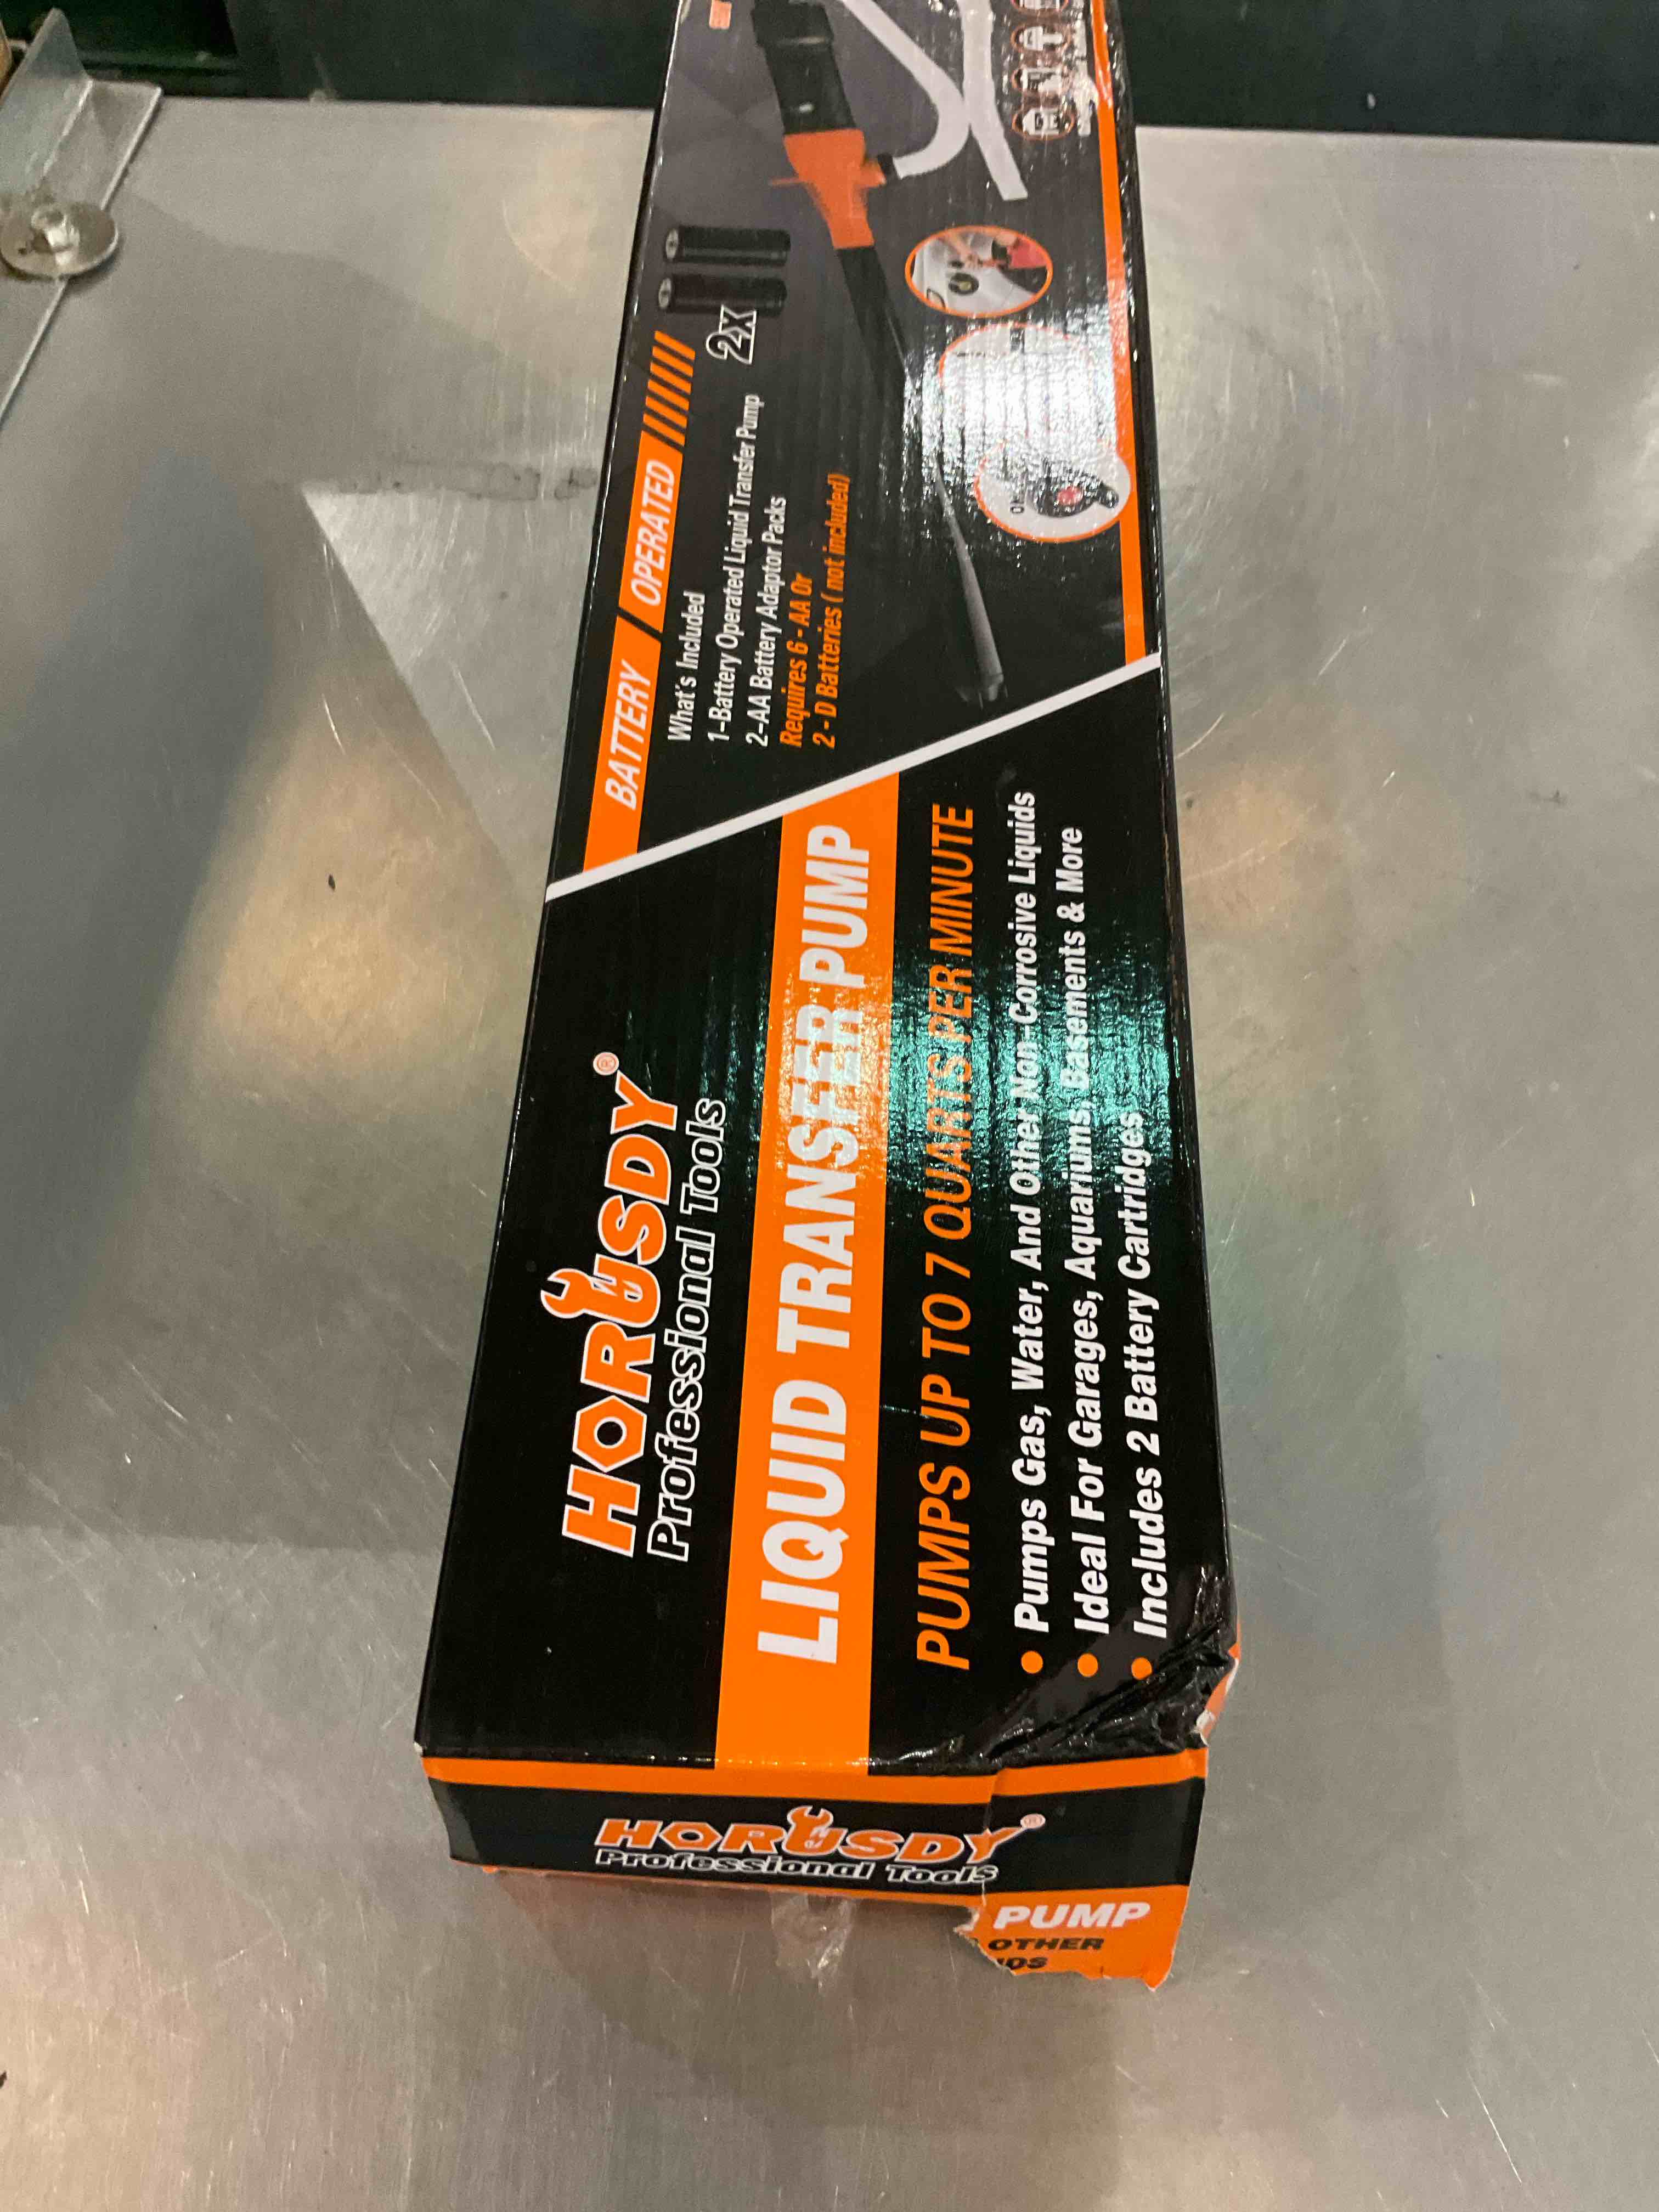 HORUSDY®
Professional Tools
LIQUID TRANSFER PUMP
PUMPS UP TO 7 QUARTS PER MINUTE
Pumps Gas, Water, And Other Non-Corrosive Liquids
Ideal For Garages, Aquariums, Basements & More
Includes 2 Battery Cartridges
BATTERY OPERATED
What's Included
1-Battery Operated Liquid Transfer Pump
2-AA Battery Adaptor Packs
Requires 6 - AA Or
2 - D Batteries ( not included)
2X
HORUSDY®
Professional Tools
PUMP
OTHER